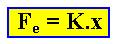 Fₑ = K.x